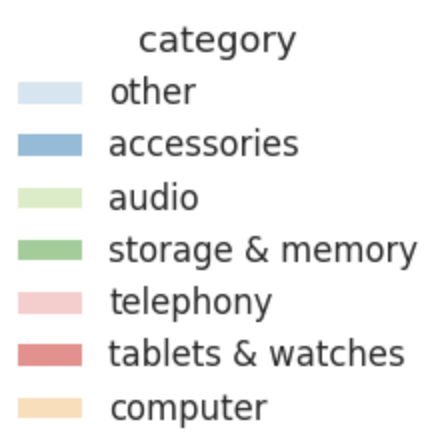 category
other
accessories
audio
storage & memory
telephony
tablets & watches
computer